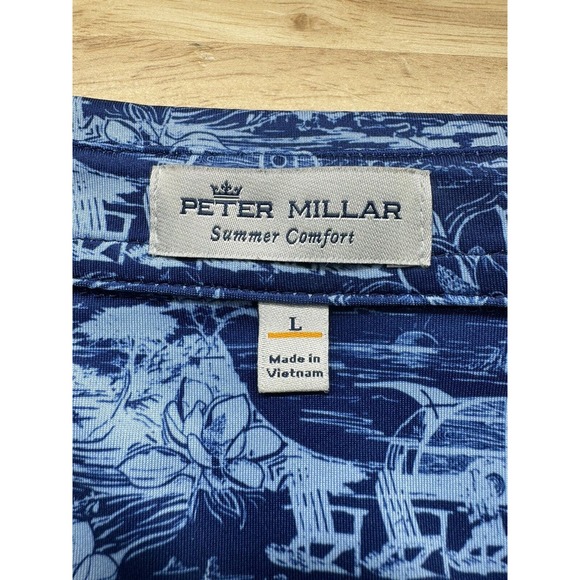 PETER MILLAR
Summer Comfort
L
Made in
Vietnam